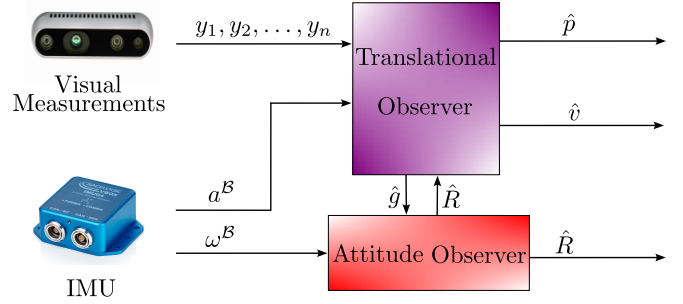 y₁, y₂, …, yₙ
p̂
Translational
Observer
Visual
Measurements
v̂
a^ℬ
ĝ
R̂
ω^ℬ
Attitude Observer
R̂
IMU